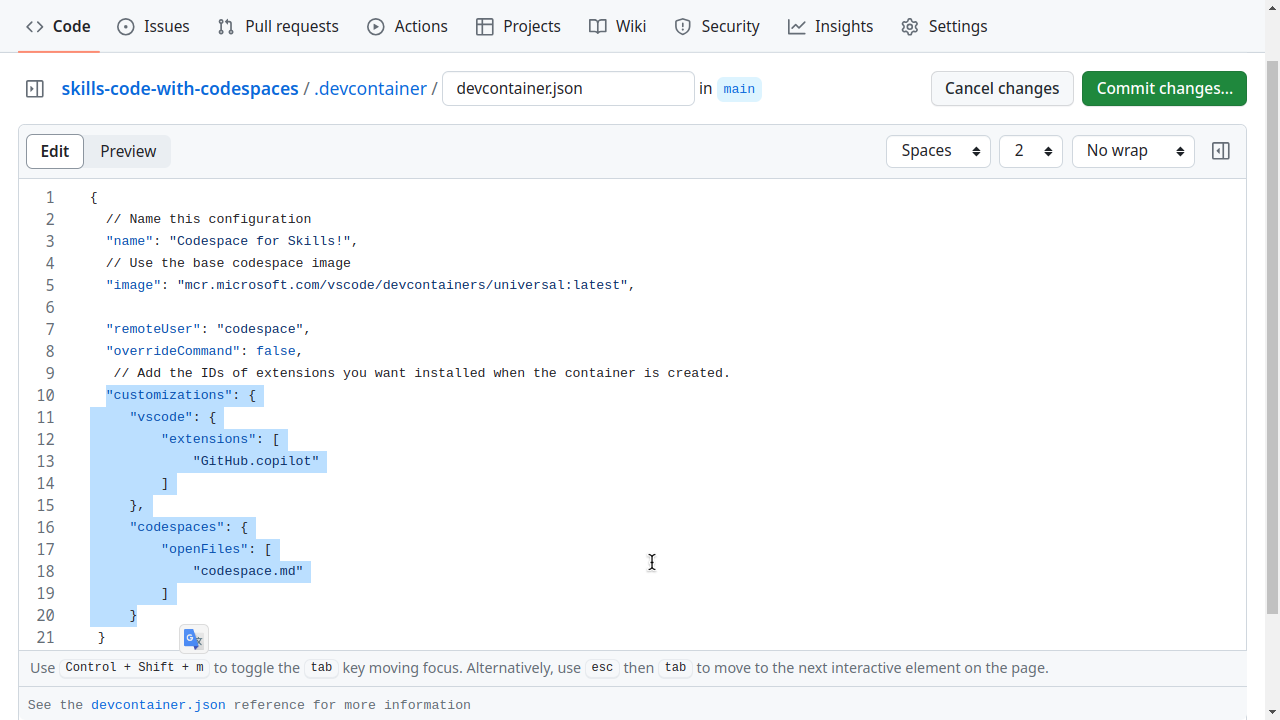 Code Issues Pull requests Actions Projects Wiki Security Insights Settings
skills-code-with-codespaces / .devcontainer / devcontainer.json in main Cancel changes Commit changes...
Edit Preview Spaces 2 No wrap
1 {
2 // Name this configuration
3 "name": "Codespace for Skills!",
4 // Use the base codespace image
5 "image": "mcr.microsoft.com/vscode/devcontainers/universal:latest",
6
7 "remoteUser": "codespace",
8 "overrideCommand": false,
9 // Add the IDs of extensions you want installed when the container is created.
10 "customizations": {
11 "vscode": {
12 "extensions": [
13 "GitHub.copilot"
14 ]
15 },
16 "codespaces": {
17 "openFiles": [
18 "codespace.md"
19 ]
20 }
21 }
Use Control + Shift + m to toggle the tab key moving focus. Alternatively, use esc then tab to move to the next interactive element on the page.
See the devcontainer.json reference for more information